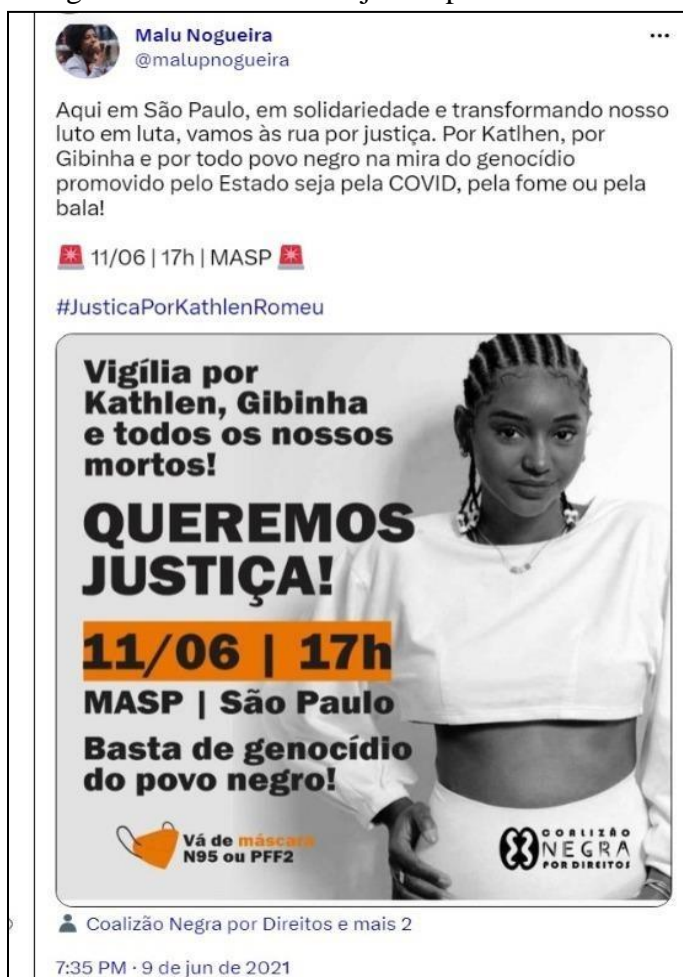 Malu Nogueira
@malupnogueira
Aqui em São Paulo, em solidariedade e transformando nosso
luto em luta, vamos às rua por justiça. Por Katlhen, por
Gibinha e por todo povo negro na mira do genocídio
promovido pelo Estado seja pela COVID, pela fome ou pela
bala!
🚨 11/06 | 17h | MASP 🚨
#JusticaPorKathlenRomeu
Vigília por
Kathlen, Gibinha
e todos os nossos
mortos!
QUEREMOS
JUSTIÇA!
11/06 | 17h
MASP | São Paulo
Basta de genocídio
do povo negro!
Vá de máscara
N95 ou PFF2
COALIZÃO
NEGRA
POR DIREITOS
Coalizão Negra por Direitos e mais 2
7:35 PM · 9 de jun de 2021